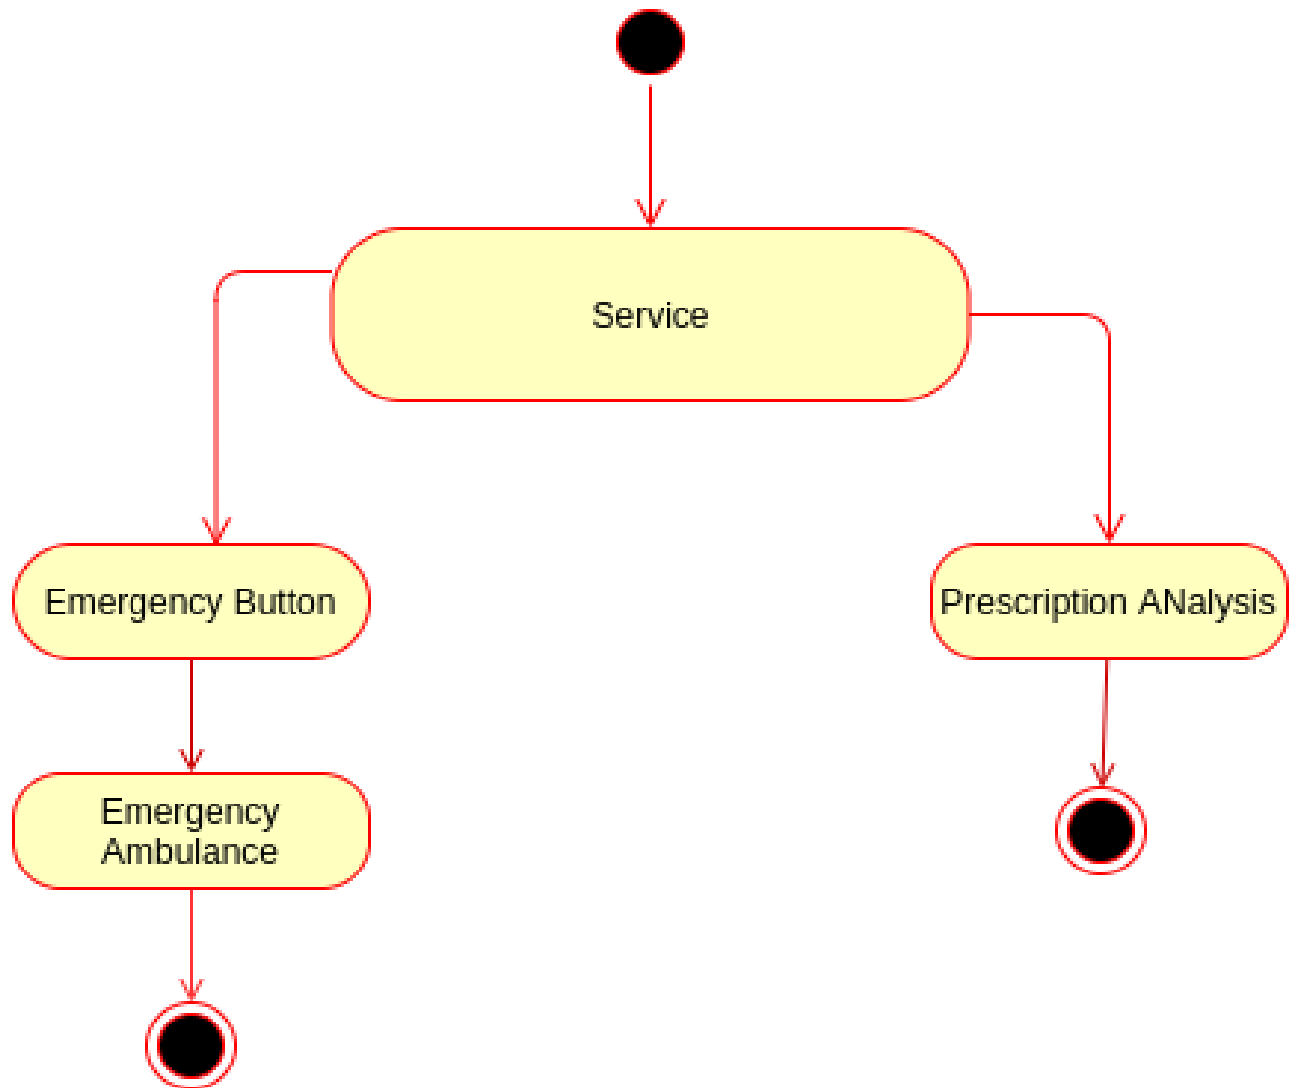 Service
Emergency Button
Prescription ANalysis
Emergency
Ambulance